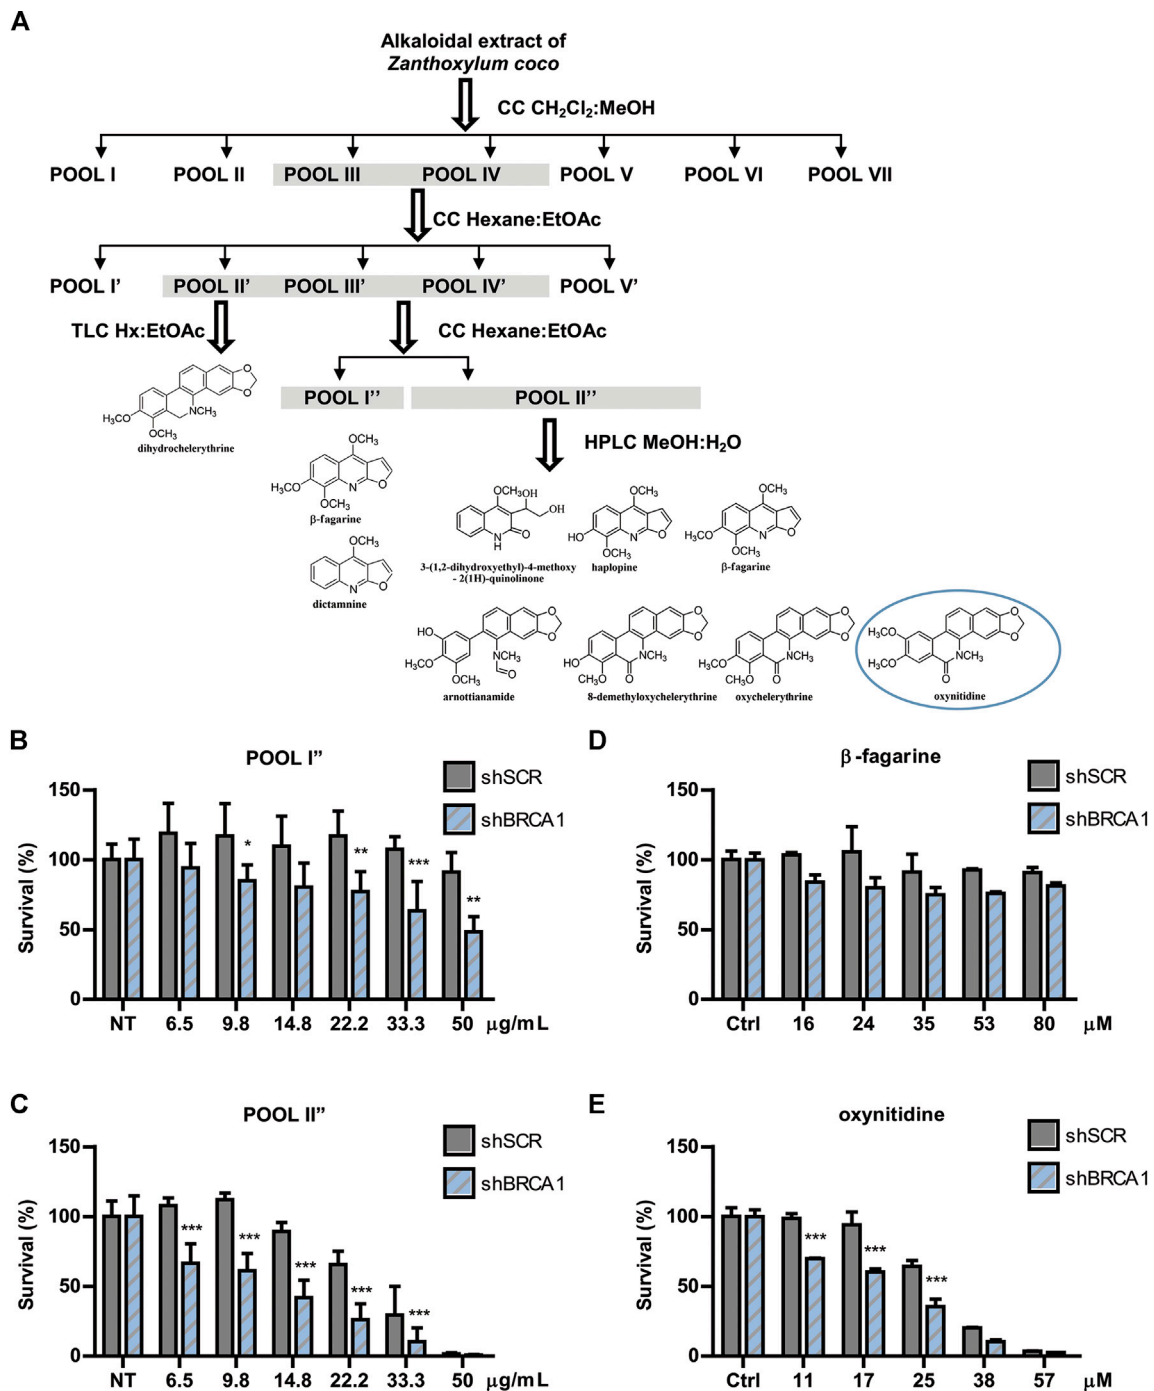 A
Alkaloidal extract of
Zanthoxylum coco
CC CH₂Cl₂:MeOH
POOL I POOL II POOL III POOL IV POOL V POOL VI POOL VII
CC Hexane:EtOAc
POOL I' POOL II' POOL III' POOL IV' POOL V'
TLC Hx:EtOAc CC Hexane:EtOAc
POOL I'' POOL II''
O
O
NCH₃
H₃CO
OCH₃
dihydrochelerythrine
HPLC MeOH:H₂O
OCH₃
H₃CO N O
OCH₃
β-fagarine
OCH₃
N O
dictamnine
OCH₃OH
OH
N O
H
3-(1,2-dihydroxyethyl)-4-methoxy
- 2(1H)-quinolinone
OCH₃
HO N O
OCH₃
haplopine
OCH₃
H₃CO N O
OCH₃
β-fagarine
O
O
HO
N CH₃
H₃CO O
OCH₃
arnottianamide
O
O
N CH₃
HO
H₃CO O
8-demethyloxychelerythrine
O
O
N CH₃
H₃CO
H₃CO O
oxychelerythrine
O
O
H₃CO
N CH₃
H₃CO
O
oxynitidine
B
POOL I”
shSCR
shBRCA1
Survival (%)
150
100
50
0
* ** *** **
NT 6.5 9.8 14.8 22.2 33.3 50 μg/mL
D
β-fagarine
shSCR
shBRCA1
Survival (%)
150
100
50
0
Ctrl 16 24 35 53 80 μM
C
POOL II”
shSCR
shBRCA1
Survival (%)
150
100
50
0
*** *** *** *** ***
NT 6.5 9.8 14.8 22.2 33.3 50 μg/mL
E
oxynitidine
shSCR
shBRCA1
Survival (%)
150
100
50
0
*** *** ***
Ctrl 11 17 25 38 57 μM